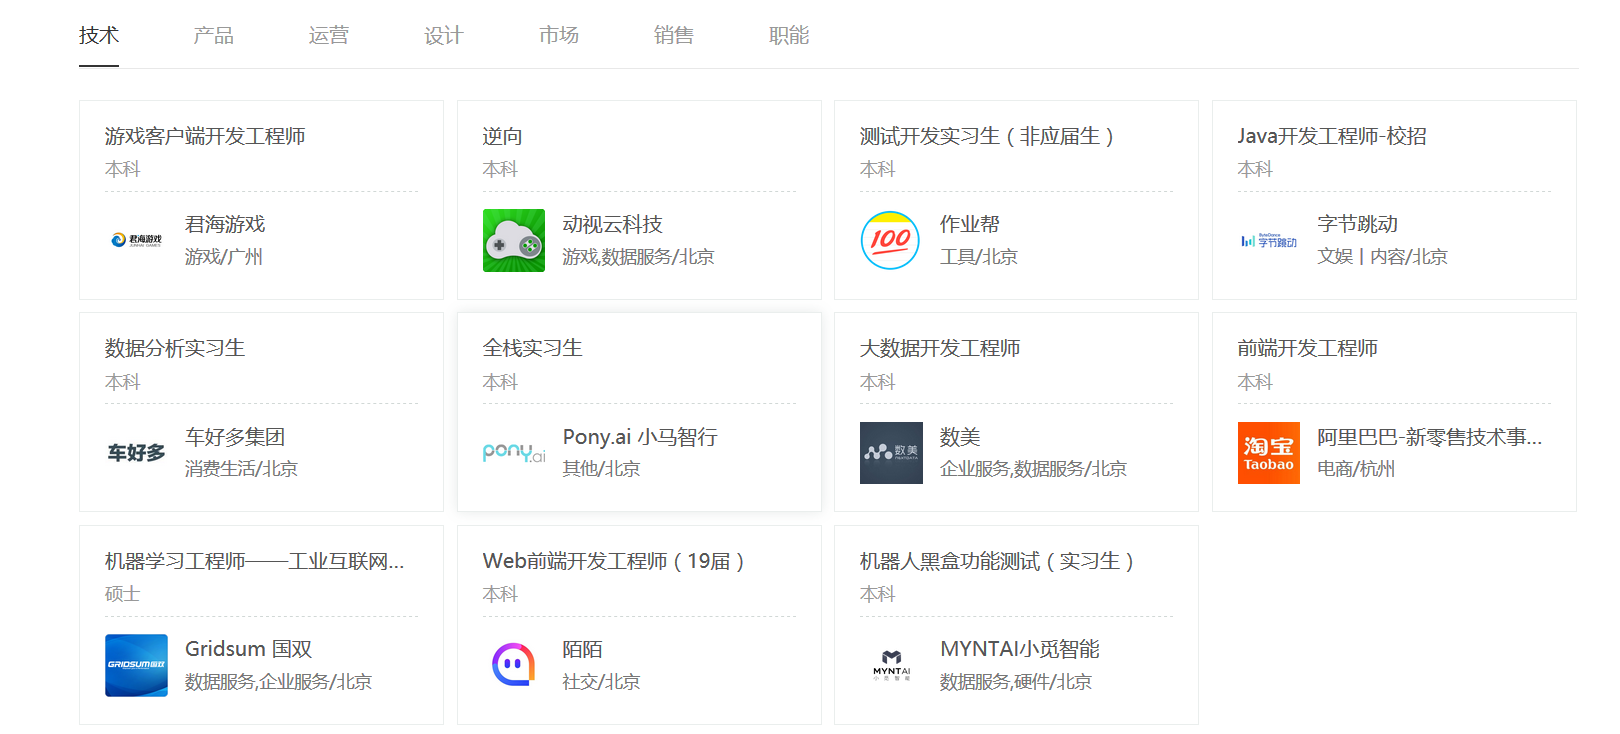 技术
产品
运营
设计
市场
销售
职能
游戏客户端开发工程师
本科
君海游戏
君海游戏
游戏/广州
逆向
本科
动视云科技
游戏,数据服务/北京
测试开发实习生（非应届生）
本科
100
作业帮
工具/北京
Java开发工程师-校招
本科
ByteDance
字节跳动
字节跳动
文娱丨内容/北京
数据分析实习生
本科
车好多
车好多集团
消费生活/北京
全栈实习生
本科
pony.ai
Pony.ai 小马智行
其他/北京
大数据开发工程师
本科
数美
数美
企业服务,数据服务/北京
前端开发工程师
本科
淘宝
Taobao
阿里巴巴-新零售技术事...
电商/杭州
机器学习工程师——工业互联网...
硕士
GRIDSUM国双
Gridsum 国双
数据服务,企业服务/北京
Web前端开发工程师（19届）
本科
陌陌
社交/北京
机器人黑盒功能测试（实习生）
本科
MYNTAI
小觅智能
MYNTAI小觅智能
数据服务,硬件/北京